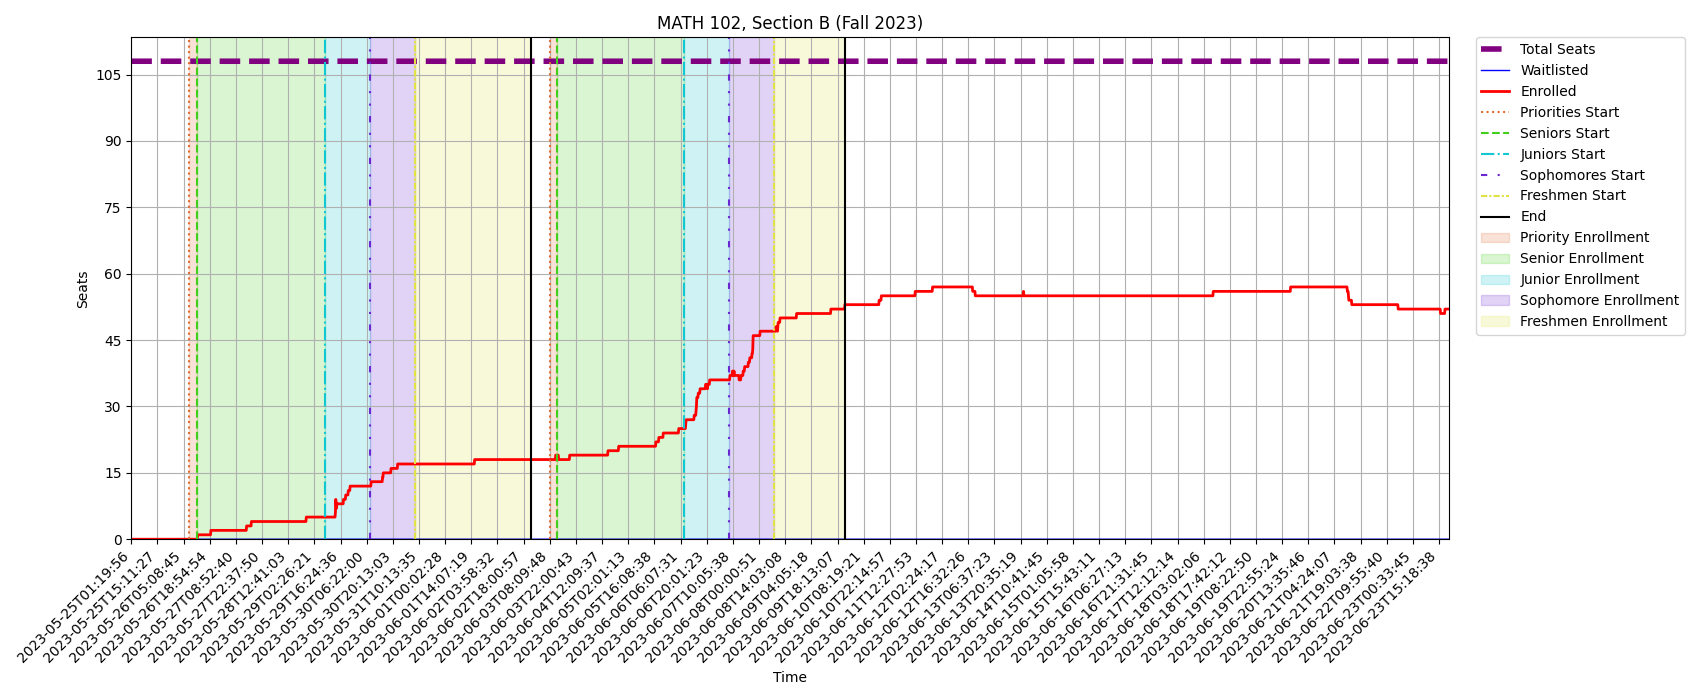 MATH 102, Section B (Fall 2023)
Seats
105
90
75
60
45
30
15
0
2023-05-25T01:19:56
2023-05-25T15:11:27
2023-05-26T05:08:45
2023-05-26T18:54:54
2023-05-27T08:52:40
2023-05-27T22:37:50
2023-05-28T12:41:03
2023-05-29T02:26:21
2023-05-29T16:24:36
2023-05-30T06:22:00
2023-05-30T20:13:03
2023-05-31T10:13:35
2023-06-01T00:02:28
2023-06-01T14:07:19
2023-06-02T03:58:32
2023-06-02T18:00:57
2023-06-03T08:09:48
2023-06-03T22:00:43
2023-06-04T12:09:37
2023-06-05T02:01:13
2023-06-05T16:08:38
2023-06-06T06:07:31
2023-06-06T20:01:23
2023-06-07T10:05:38
2023-06-08T00:00:51
2023-06-08T14:03:08
2023-06-09T04:05:18
2023-06-09T18:13:07
2023-06-10T08:19:21
2023-06-10T22:14:57
2023-06-11T12:27:53
2023-06-12T02:24:17
2023-06-12T16:32:26
2023-06-13T06:37:23
2023-06-13T20:35:19
2023-06-14T10:41:45
2023-06-15T01:05:58
2023-06-15T15:43:11
2023-06-16T06:27:13
2023-06-16T21:31:45
2023-06-17T12:12:14
2023-06-18T03:02:06
2023-06-18T17:42:12
2023-06-19T08:22:50
2023-06-19T22:55:24
2023-06-20T13:35:46
2023-06-21T04:24:07
2023-06-21T19:03:38
2023-06-22T09:55:40
2023-06-23T00:33:45
2023-06-23T15:18:38
Time
Total Seats
Waitlisted
Enrolled
Priorities Start
Seniors Start
Juniors Start
Sophomores Start
Freshmen Start
End
Priority Enrollment
Senior Enrollment
Junior Enrollment
Sophomore Enrollment
Freshmen Enrollment